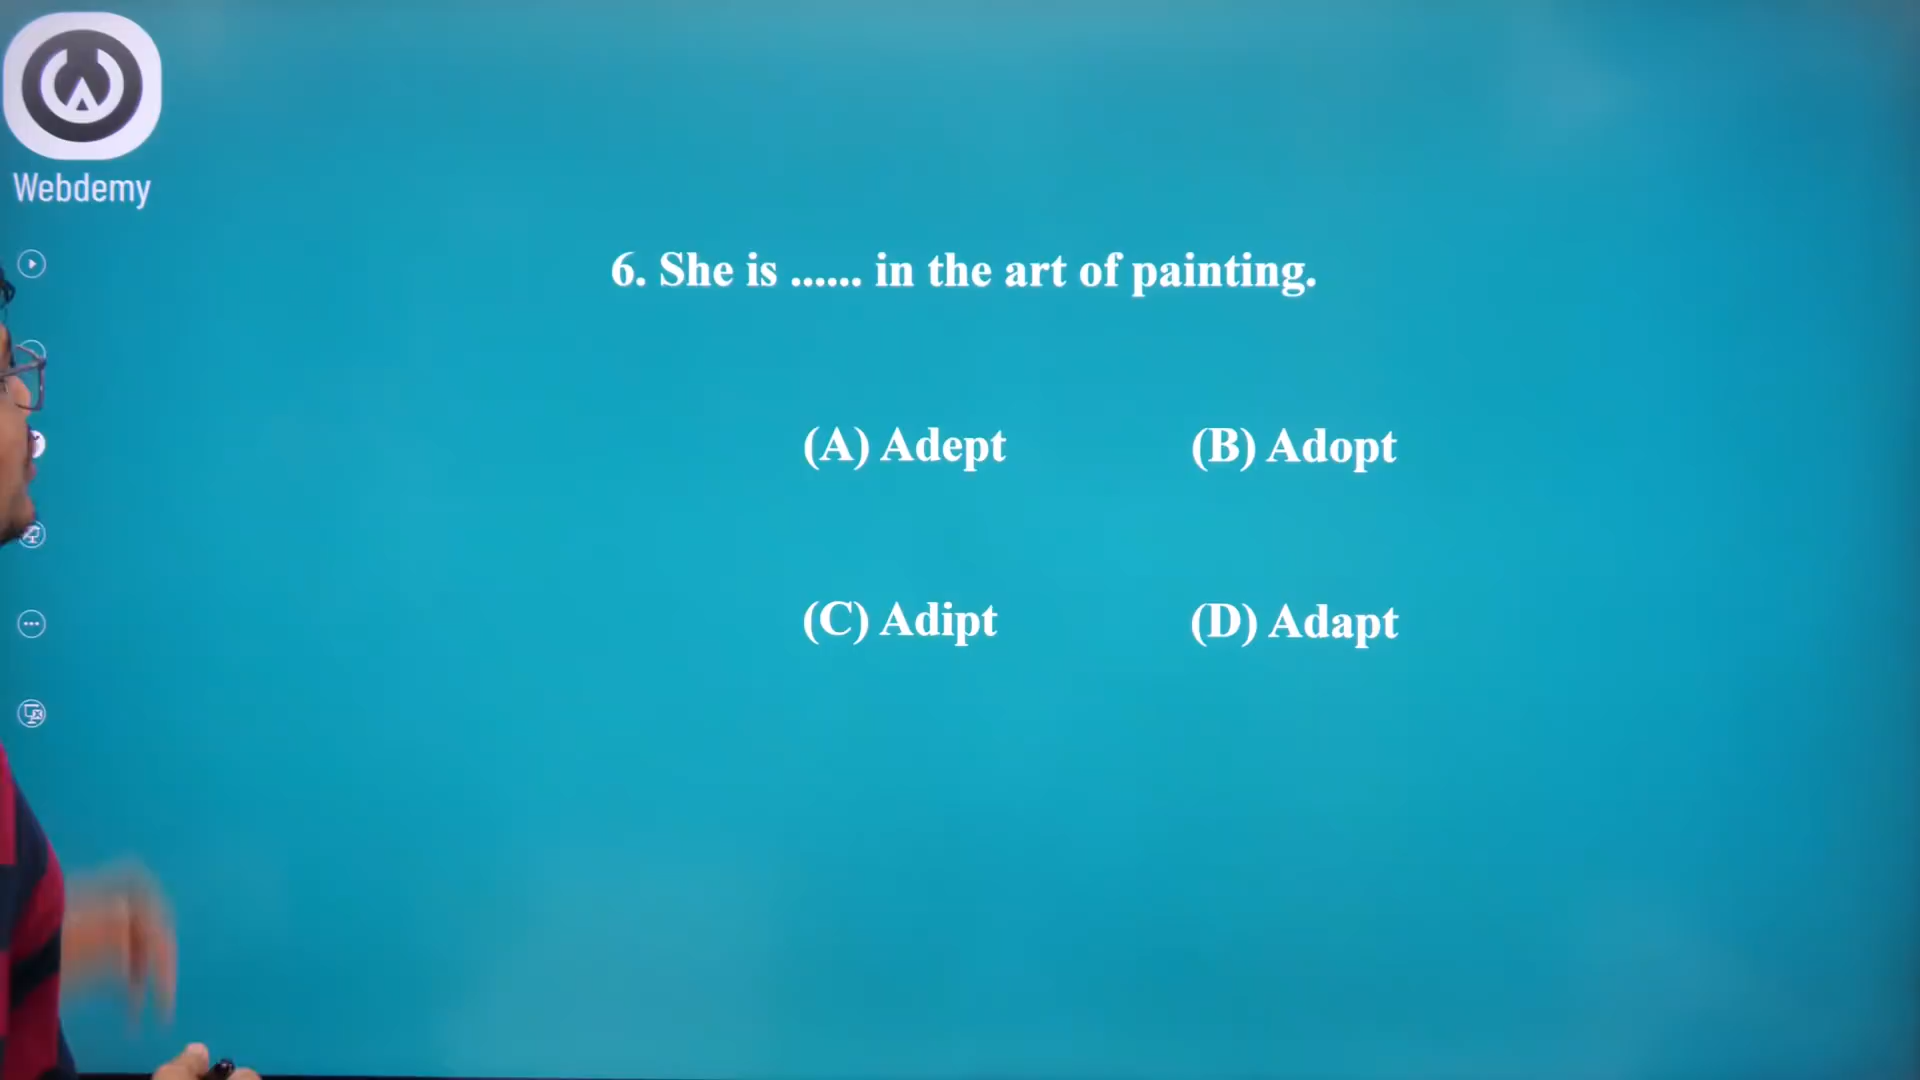 Webdemy
6. She is ...... in the art of painting.
(A) Adept
(B) Adopt
(C) Adipt
(D) Adapt